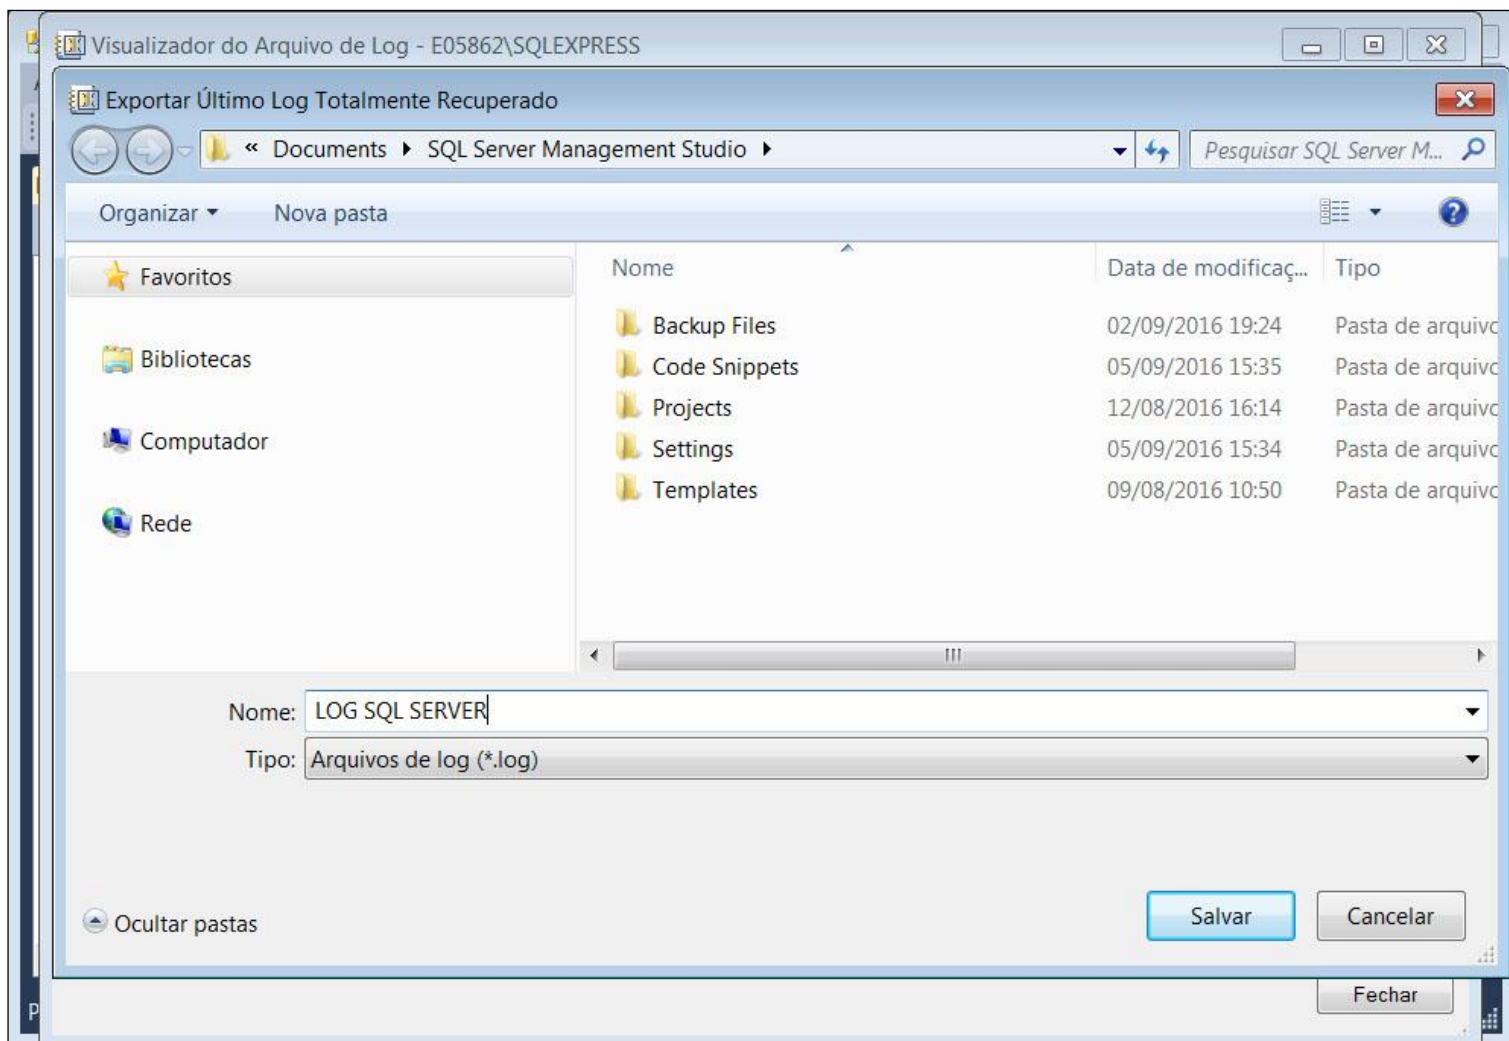 Visualizador do Arquivo de Log - E05862\SQLEXPRESS
Exportar Último Log Totalmente Recuperado
« Documents SQL Server Management Studio
Pesquisar SQL Server M...
Organizar Nova pasta
Favoritos
Bibliotecas
Computador
Rede
Nome Data de modificaç... Tipo
Backup Files 02/09/2016 19:24 Pasta de arquivo
Code Snippets 05/09/2016 15:35 Pasta de arquivo
Projects 12/08/2016 16:14 Pasta de arquivo
Settings 05/09/2016 15:34 Pasta de arquivo
Templates 09/08/2016 10:50 Pasta de arquivo
Nome: LOG SQL SERVER
Tipo: Arquivos de log (*.log)
Ocultar pastas
Salvar Cancelar
Fechar